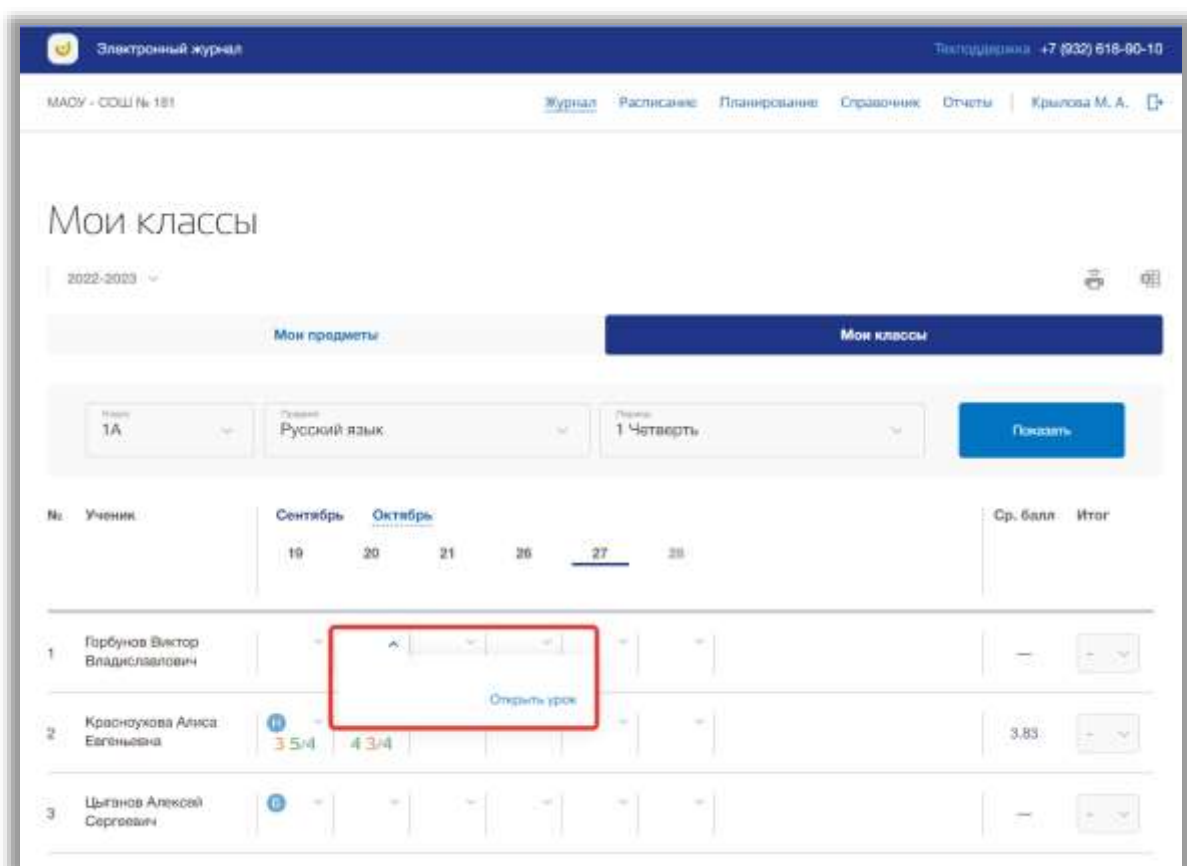 Электронный журнал
Техподдержка +7 (932) 618-90-10
МАОУ - СОШ № 181
Журнал Расписание Планирование Справочник Отчеты Крылова М. А.
Мои классы
2022-2023
Мои предметы Мои классы
Предмет Период
1А Русский язык 1 Четверть Показать
№ Ученик Сентябрь Октябрь Ср. балл Итог
19 20 21 26 27 28
1 Горбунов Виктор Владиславович — -
Открыть урок
2 Красноухова Алиса Евгеньевна 3 5/4 4 3/4 3.83 -
3 Цыганов Алексей Сергеевич — -